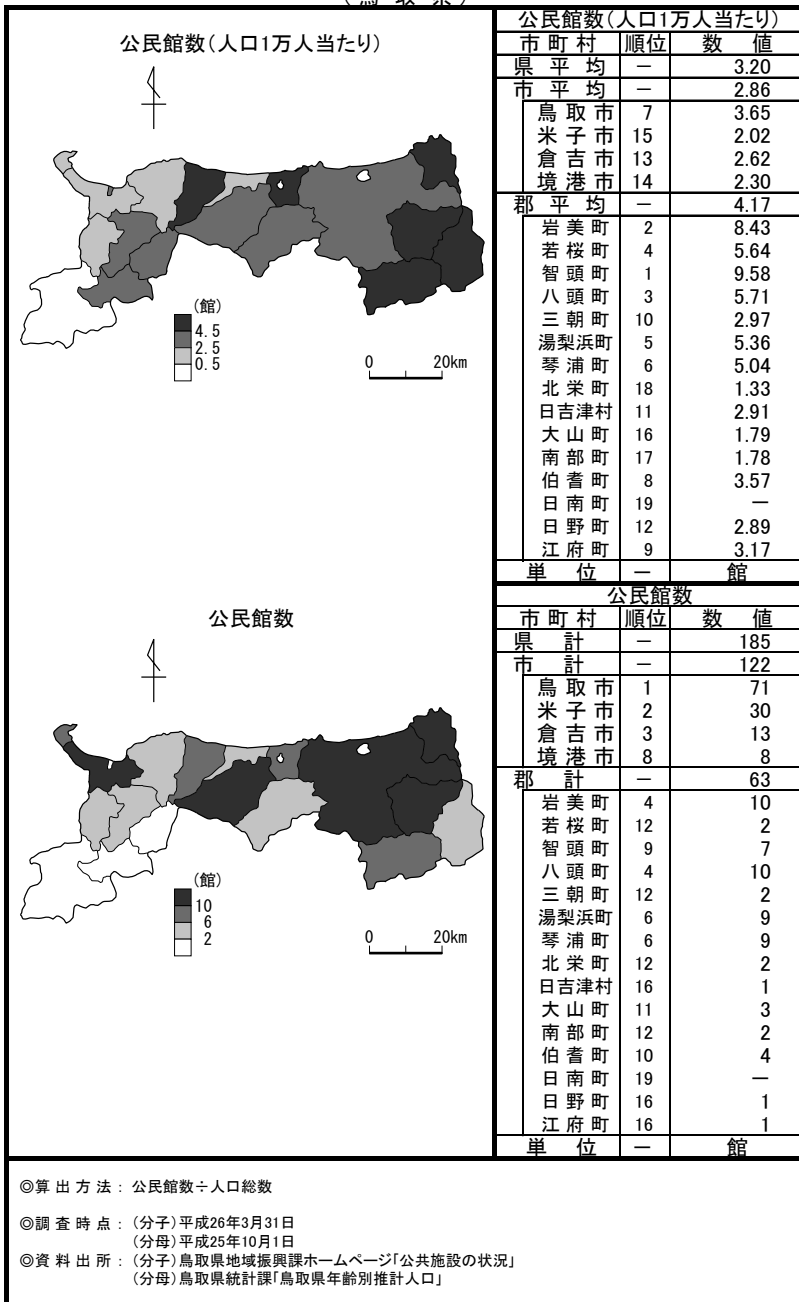 (鳥取県)
公民館数(人口1万人当たり)
(館)
4.5
2.5
0.5
0 20km
公民館数(人口1万人当たり)
市町村 順位 数値
県平均 － 3.20
市平均 － 2.86
鳥取市 7 3.65
米子市 15 2.02
倉吉市 13 2.62
境港市 14 2.30
郡平均 － 4.17
岩美町 2 8.43
若桜町 4 5.64
智頭町 1 9.58
八頭町 3 5.71
三朝町 10 2.97
湯梨浜町 5 5.36
琴浦町 6 5.04
北栄町 18 1.33
日吉津村 11 2.91
大山町 16 1.79
南部町 17 1.78
伯耆町 8 3.57
日南町 19 －
日野町 12 2.89
江府町 9 3.17
単位 － 館
公民館数
(館)
10
6
2
0 20km
公民館数
市町村 順位 数値
県計 － 185
市計 － 122
鳥取市 1 71
米子市 2 30
倉吉市 3 13
境港市 8 8
郡計 － 63
岩美町 4 10
若桜町 12 2
智頭町 9 7
八頭町 4 10
三朝町 12 2
湯梨浜町 6 9
琴浦町 6 9
北栄町 12 2
日吉津村 16 1
大山町 11 3
南部町 12 2
伯耆町 10 4
日南町 19 －
日野町 16 1
江府町 16 1
単位 － 館
◎算出方法：公民館数÷人口総数
◎調査時点：(分子)平成26年3月31日
(分母)平成25年10月1日
◎資料出所：(分子)鳥取県地域振興課ホームページ「公共施設の状況」
(分母)鳥取県統計課「鳥取県年齢別推計人口」